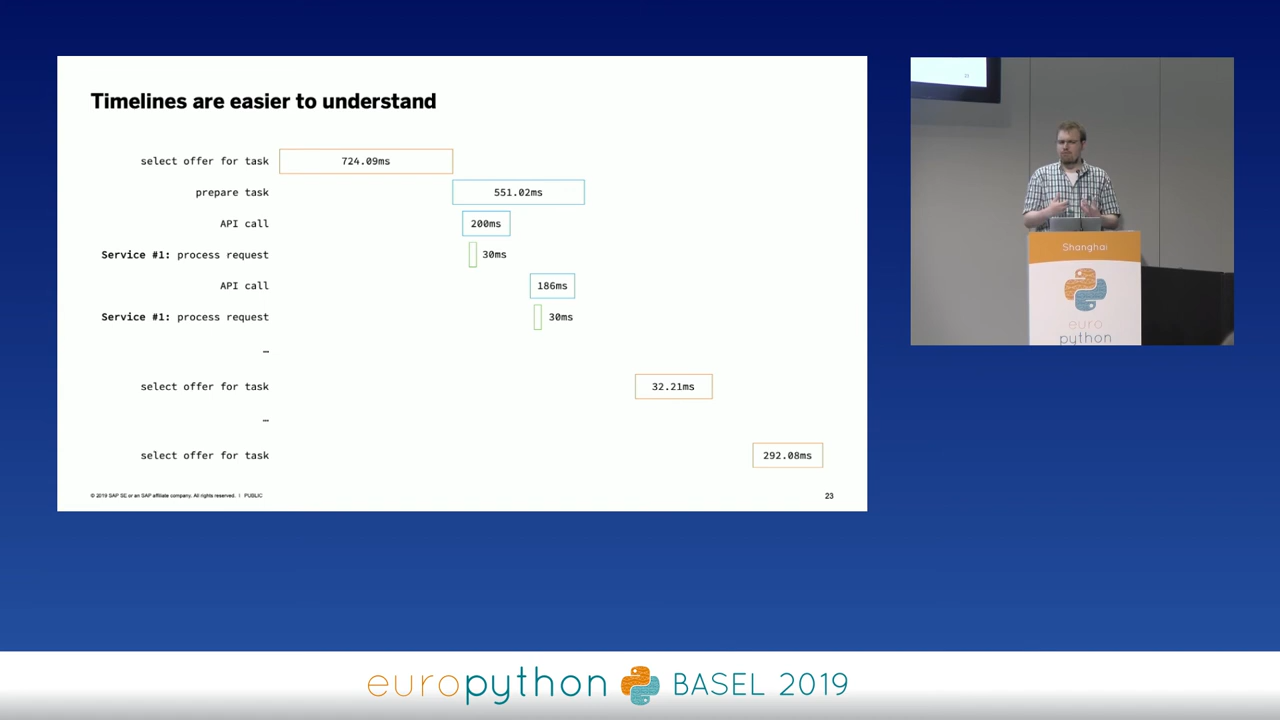 Timelines are easier to understand
select offer for task 724.09ms
prepare task 551.02ms
API call 200ms
Service #1: process request 30ms
API call 186ms
Service #1: process request 30ms
…
select offer for task 32.21ms
…
select offer for task 292.08ms
© 2019 SAP SE or an SAP affiliate company. All rights reserved. | PUBLIC
23
Shanghai
euro
python
europython BASEL 2019